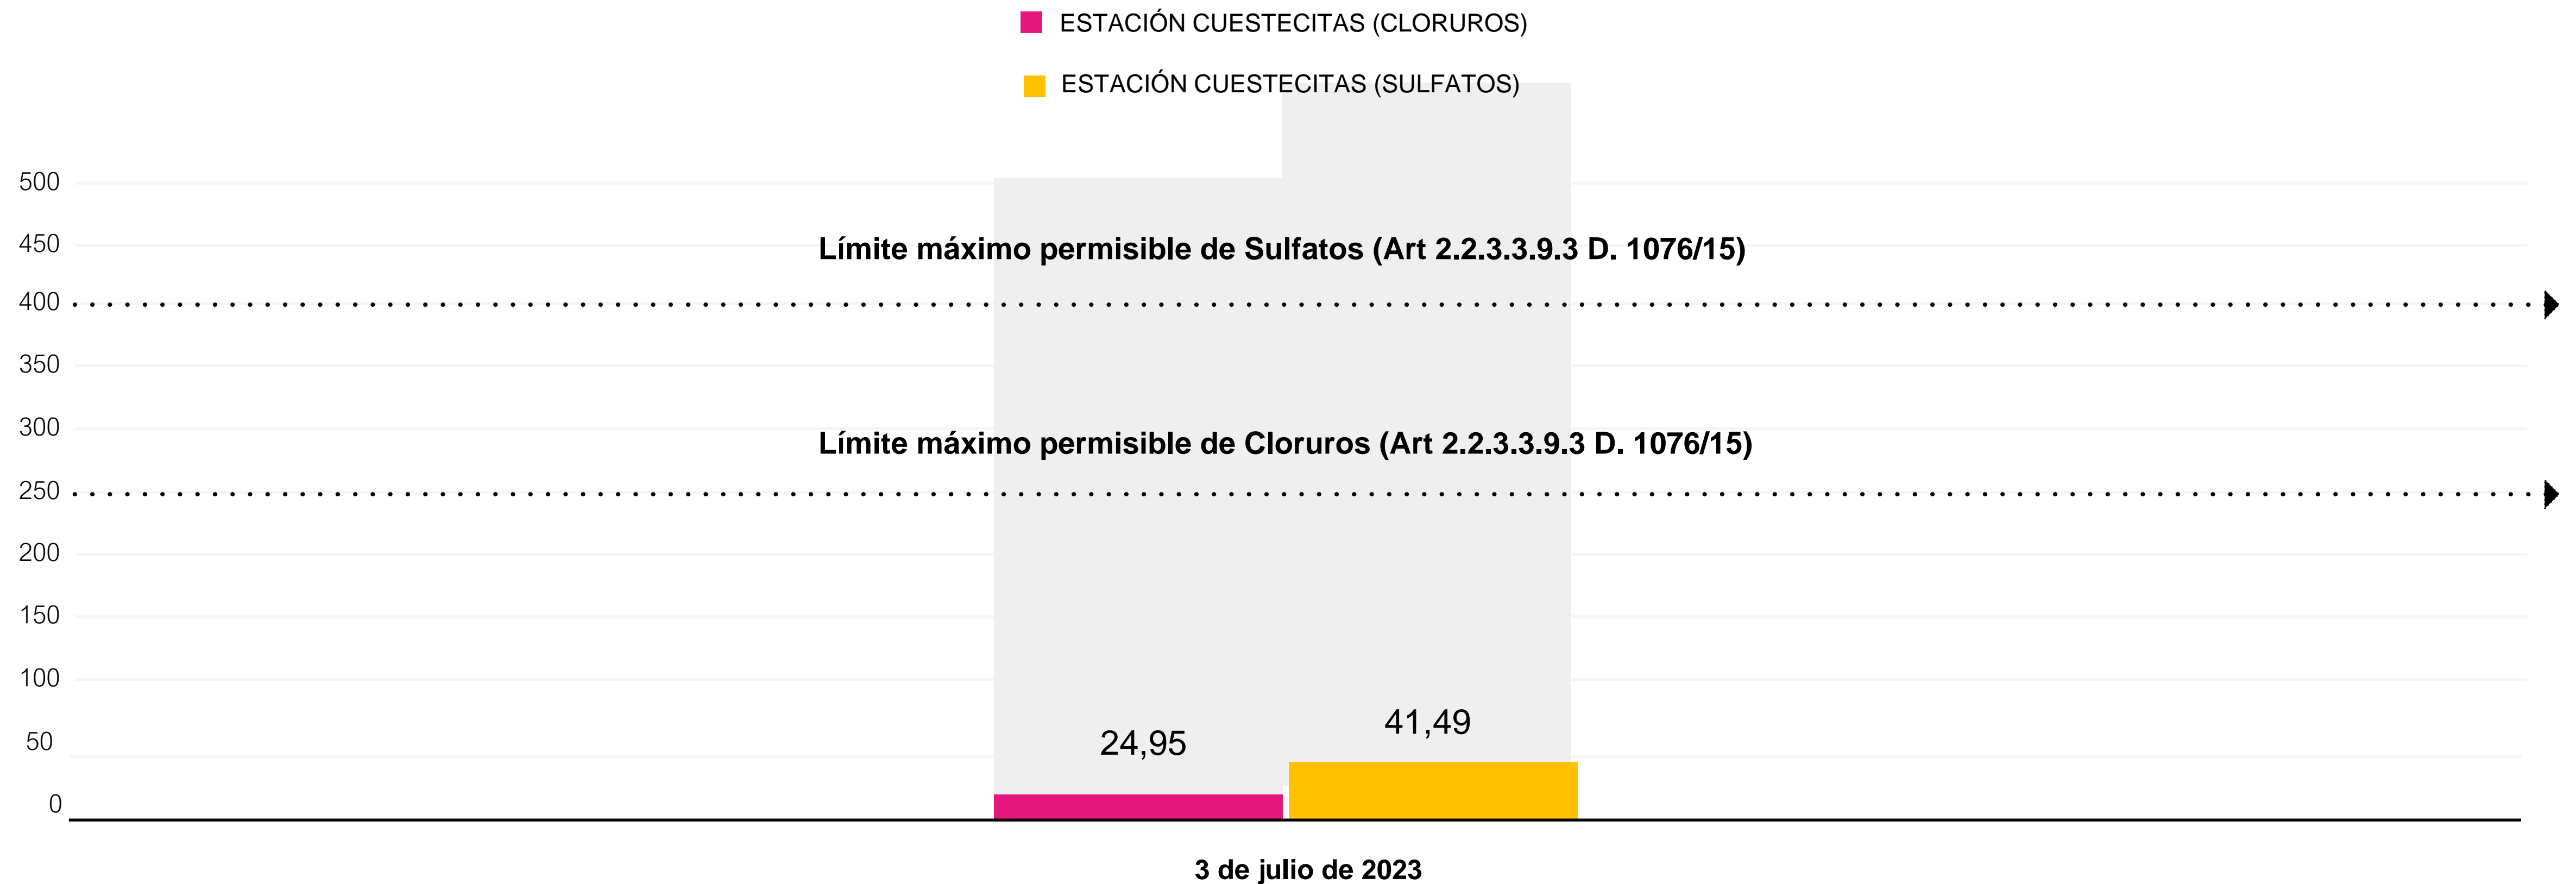 ESTACIÓN CUESTECITAS (CLORUROS)
ESTACIÓN CUESTECITAS (SULFATOS)
500
450
Límite máximo permisible de Sulfatos (Art 2.2.3.3.9.3 D. 1076/15)
400
350
300
Límite máximo permisible de Cloruros (Art 2.2.3.3.9.3 D. 1076/15)
250
200
150
100
50
24,95
41,49
0
3 de julio de 2023